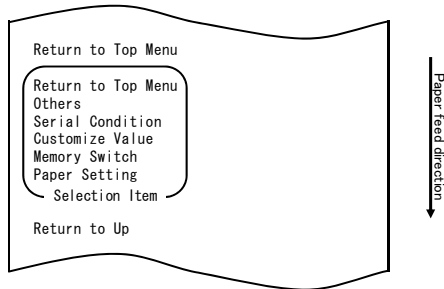 Return to Top Menu
Return to Top Menu
Others
Serial Condition
Customize Value
Memory Switch
Paper Setting
Selection Item
Return to Up
Paper feed direction